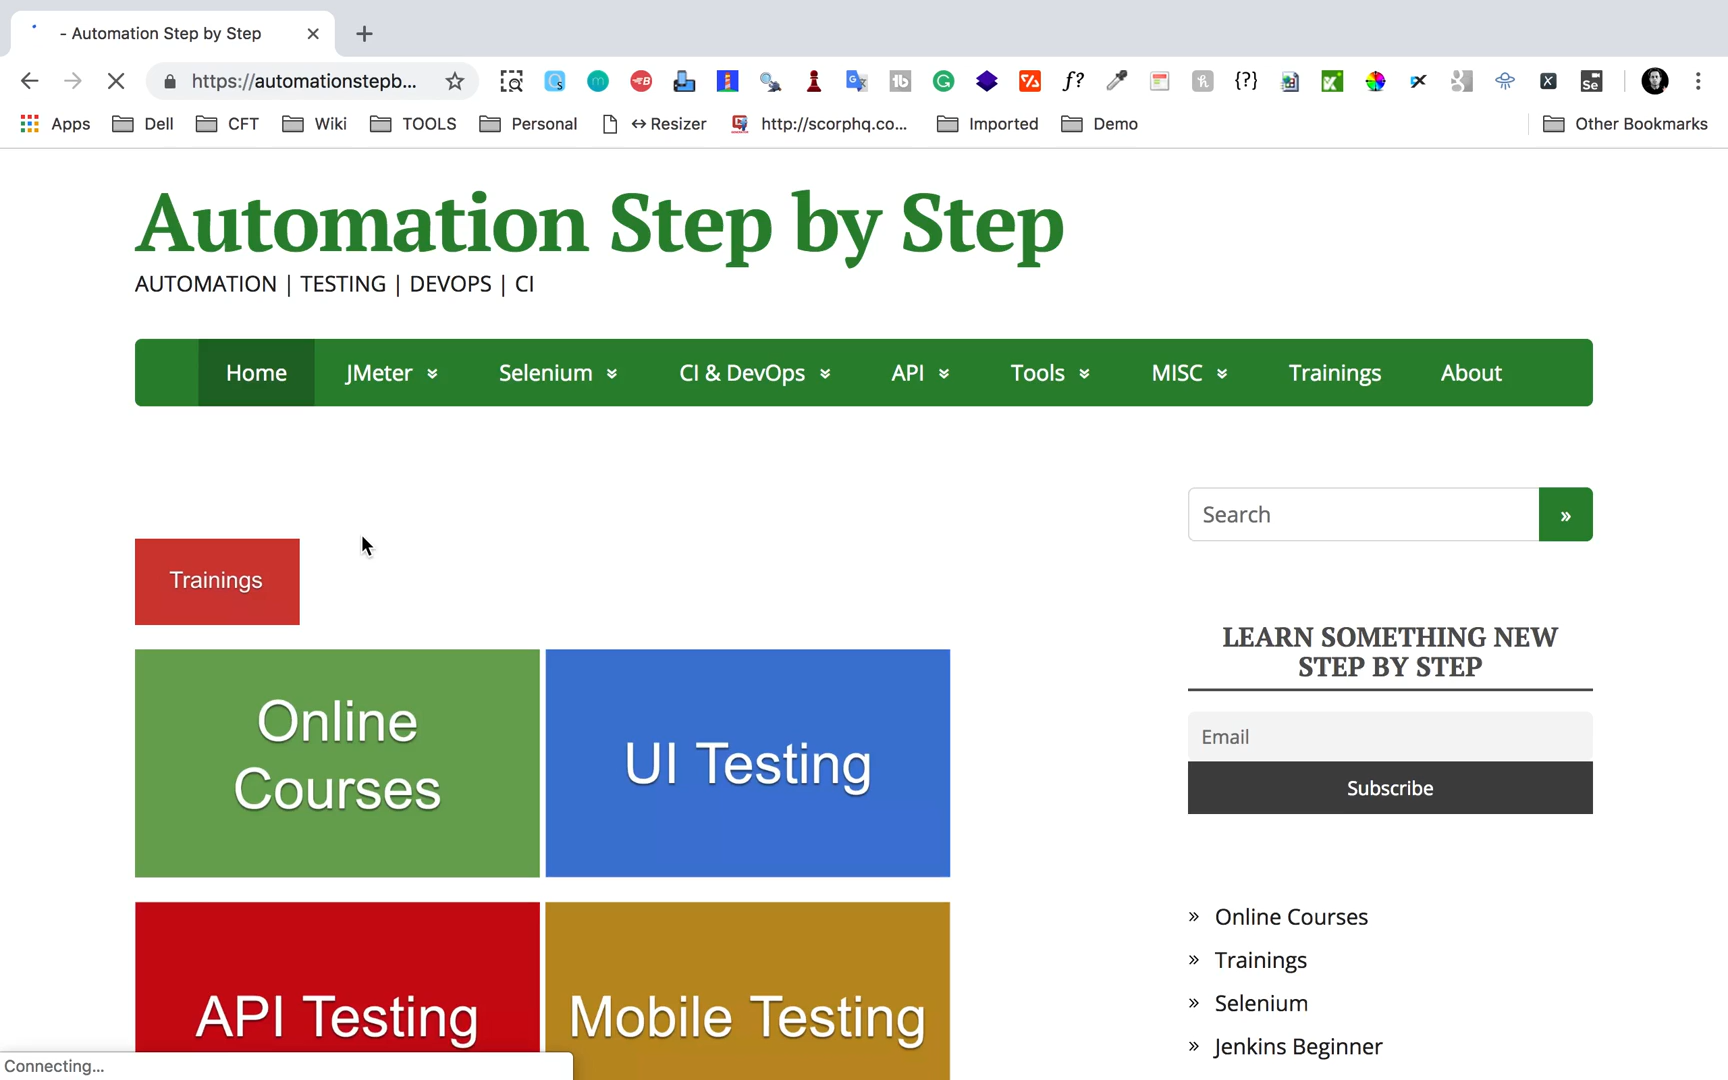 - Automation Step by Step
https://automationstepb...
Apps
Dell
CFT
Wiki
TOOLS
Personal
↔ Resizer
http://scorphq.co...
Imported
Demo
Other Bookmarks
Automation Step by Step
AUTOMATION | TESTING | DEVOPS | CI
Home
JMeter
Selenium
CI & DevOps
API
Tools
MISC
Trainings
About
Search
»
Trainings
LEARN SOMETHING NEW
STEP BY STEP
Online
Courses
UI Testing
Email
Subscribe
» Online Courses
» Trainings
» Selenium
» Jenkins Beginner
API Testing
Mobile Testing
Connecting...